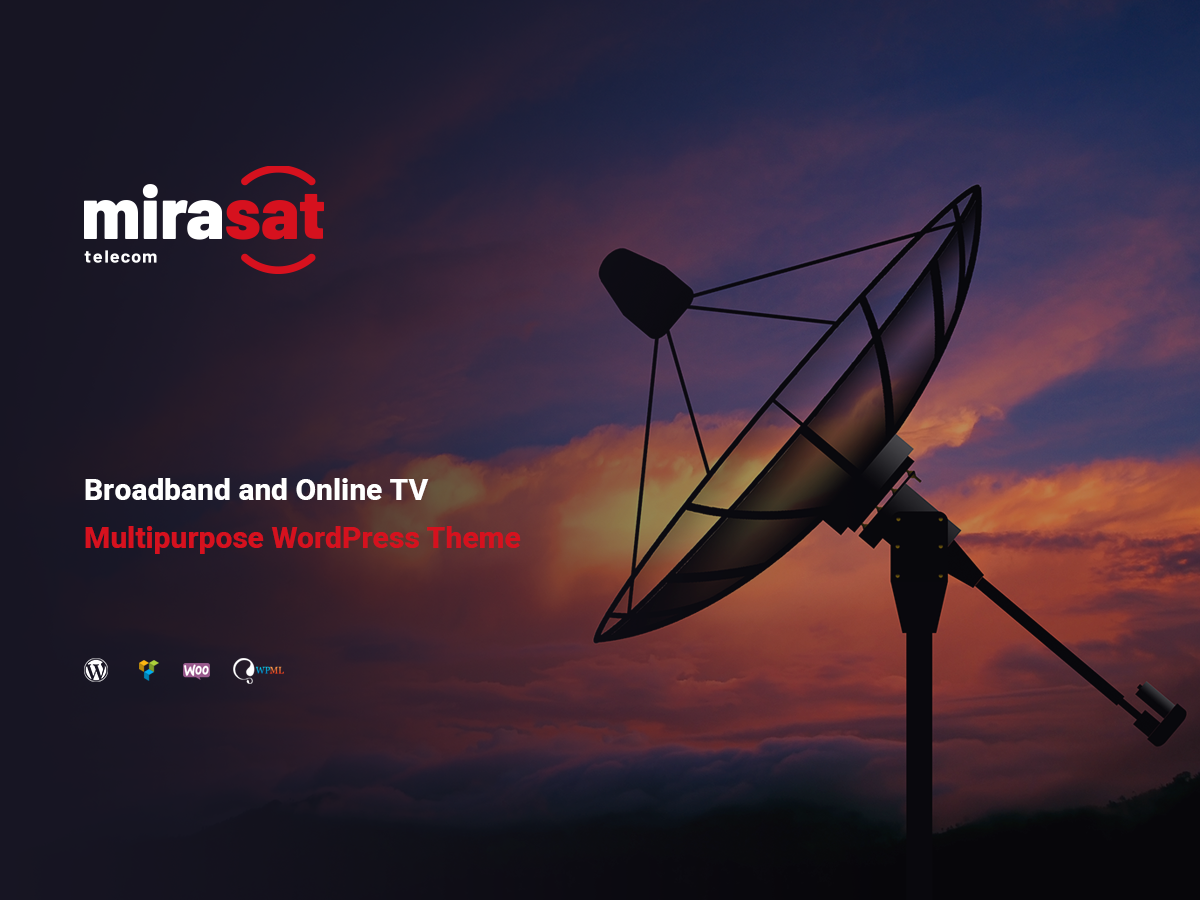 mirasat
telecom
Broadband and Online TV
Multipurpose WordPress Theme
W WOO WPML